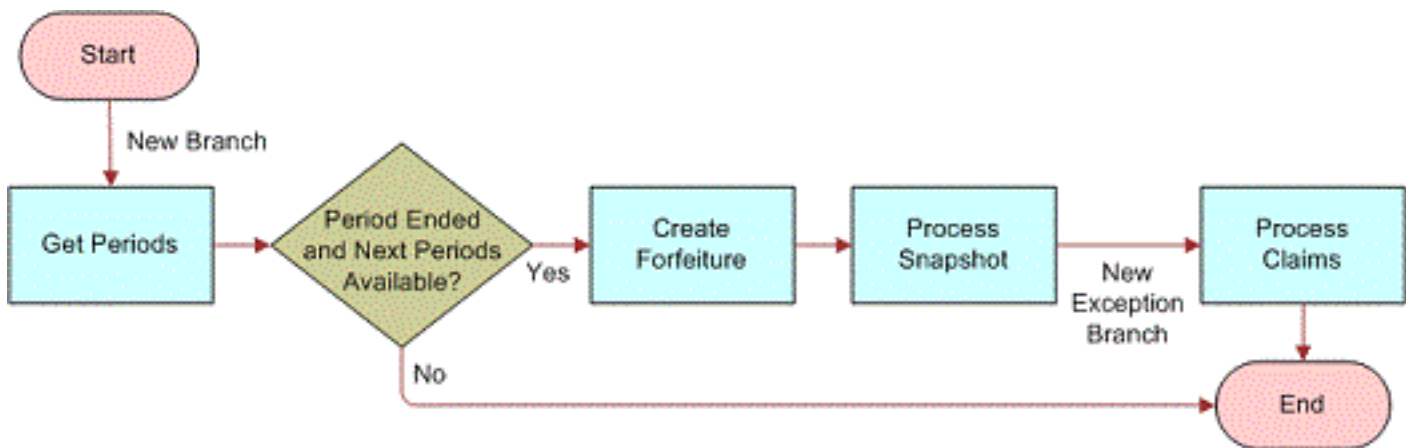 Start
New Branch
Get Periods
Period Ended
and Next Periods
Available?
Yes
No
Create
Forfeiture
Process
Snapshot
New
Exception
Branch
Process
Claims
End